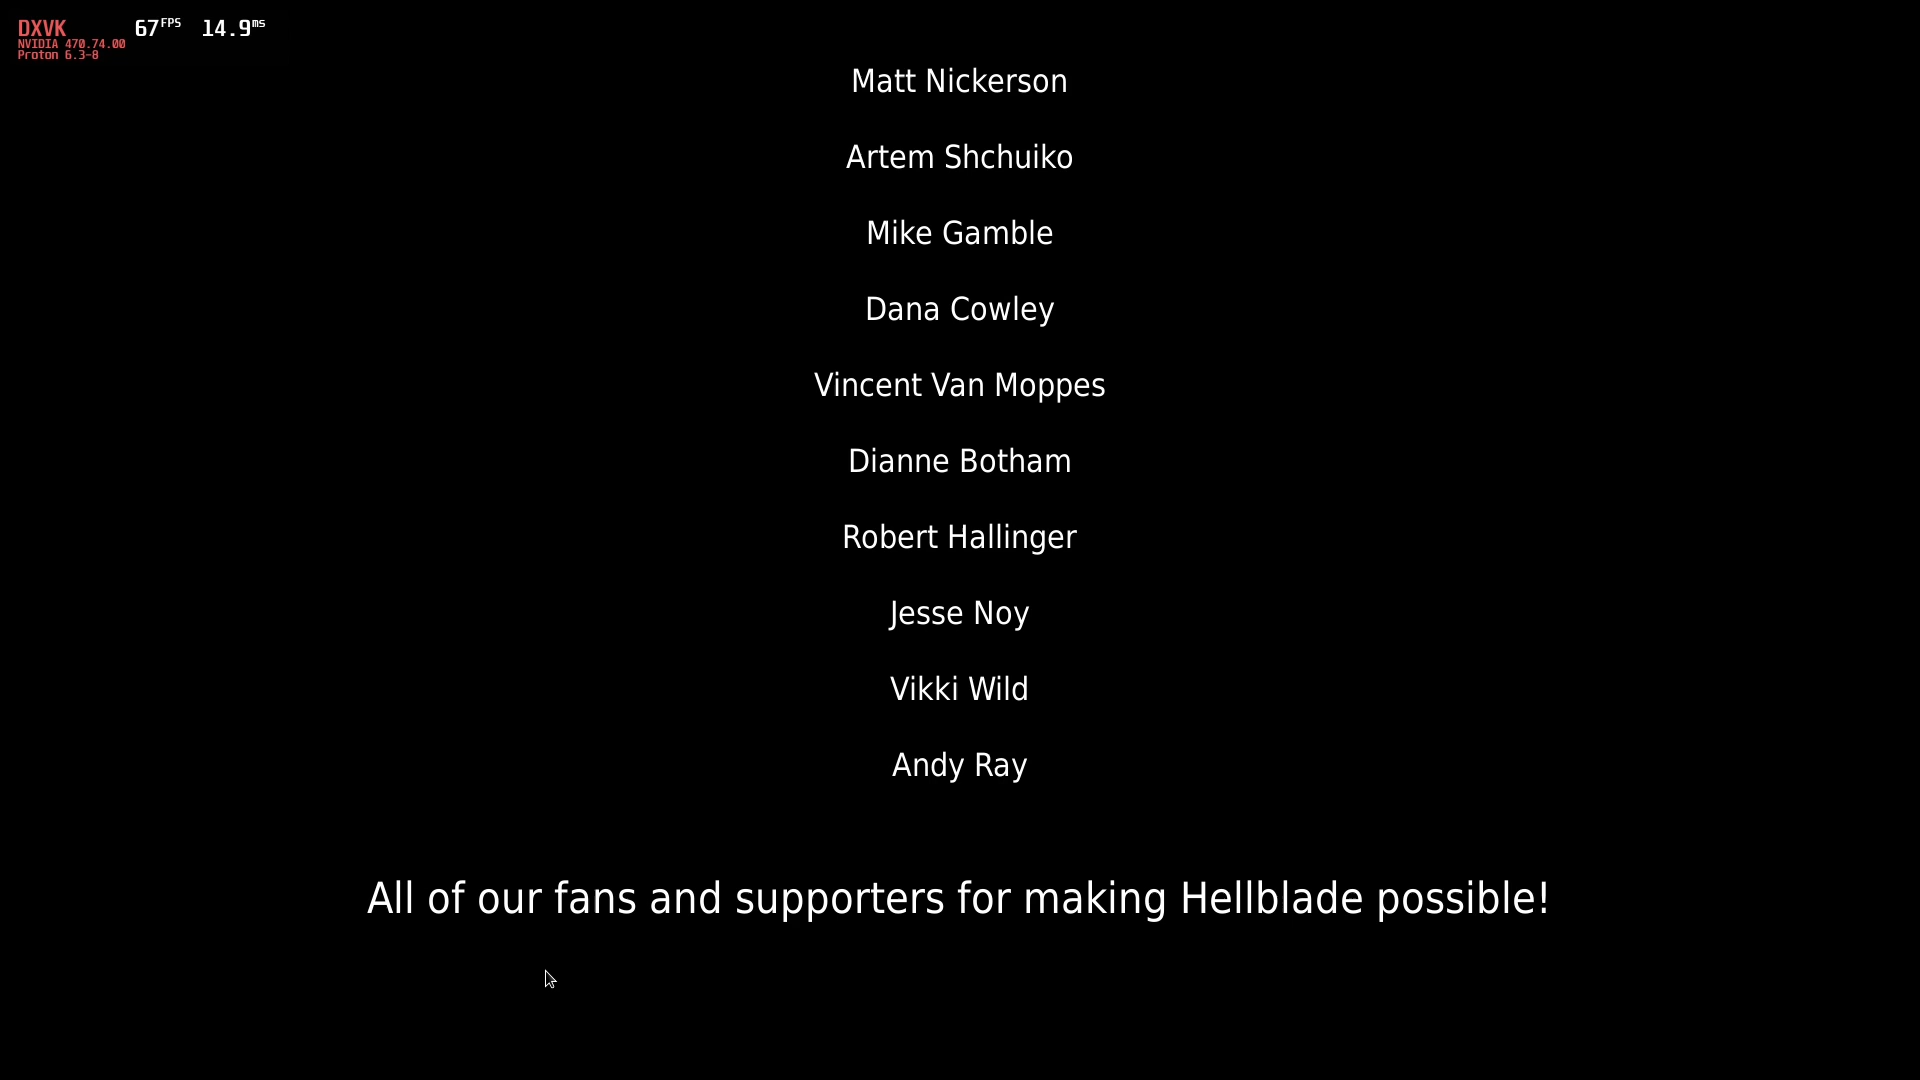 DXVK 67FPS 14.9ms
NVIDIA 470.74.00
Proton 6.3-8
Matt Nickerson
Artem Shchuiko
Mike Gamble
Dana Cowley
Vincent Van Moppes
Dianne Botham
Robert Hallinger
Jesse Noy
Vikki Wild
Andy Ray
All of our fans and supporters for making Hellblade possible!